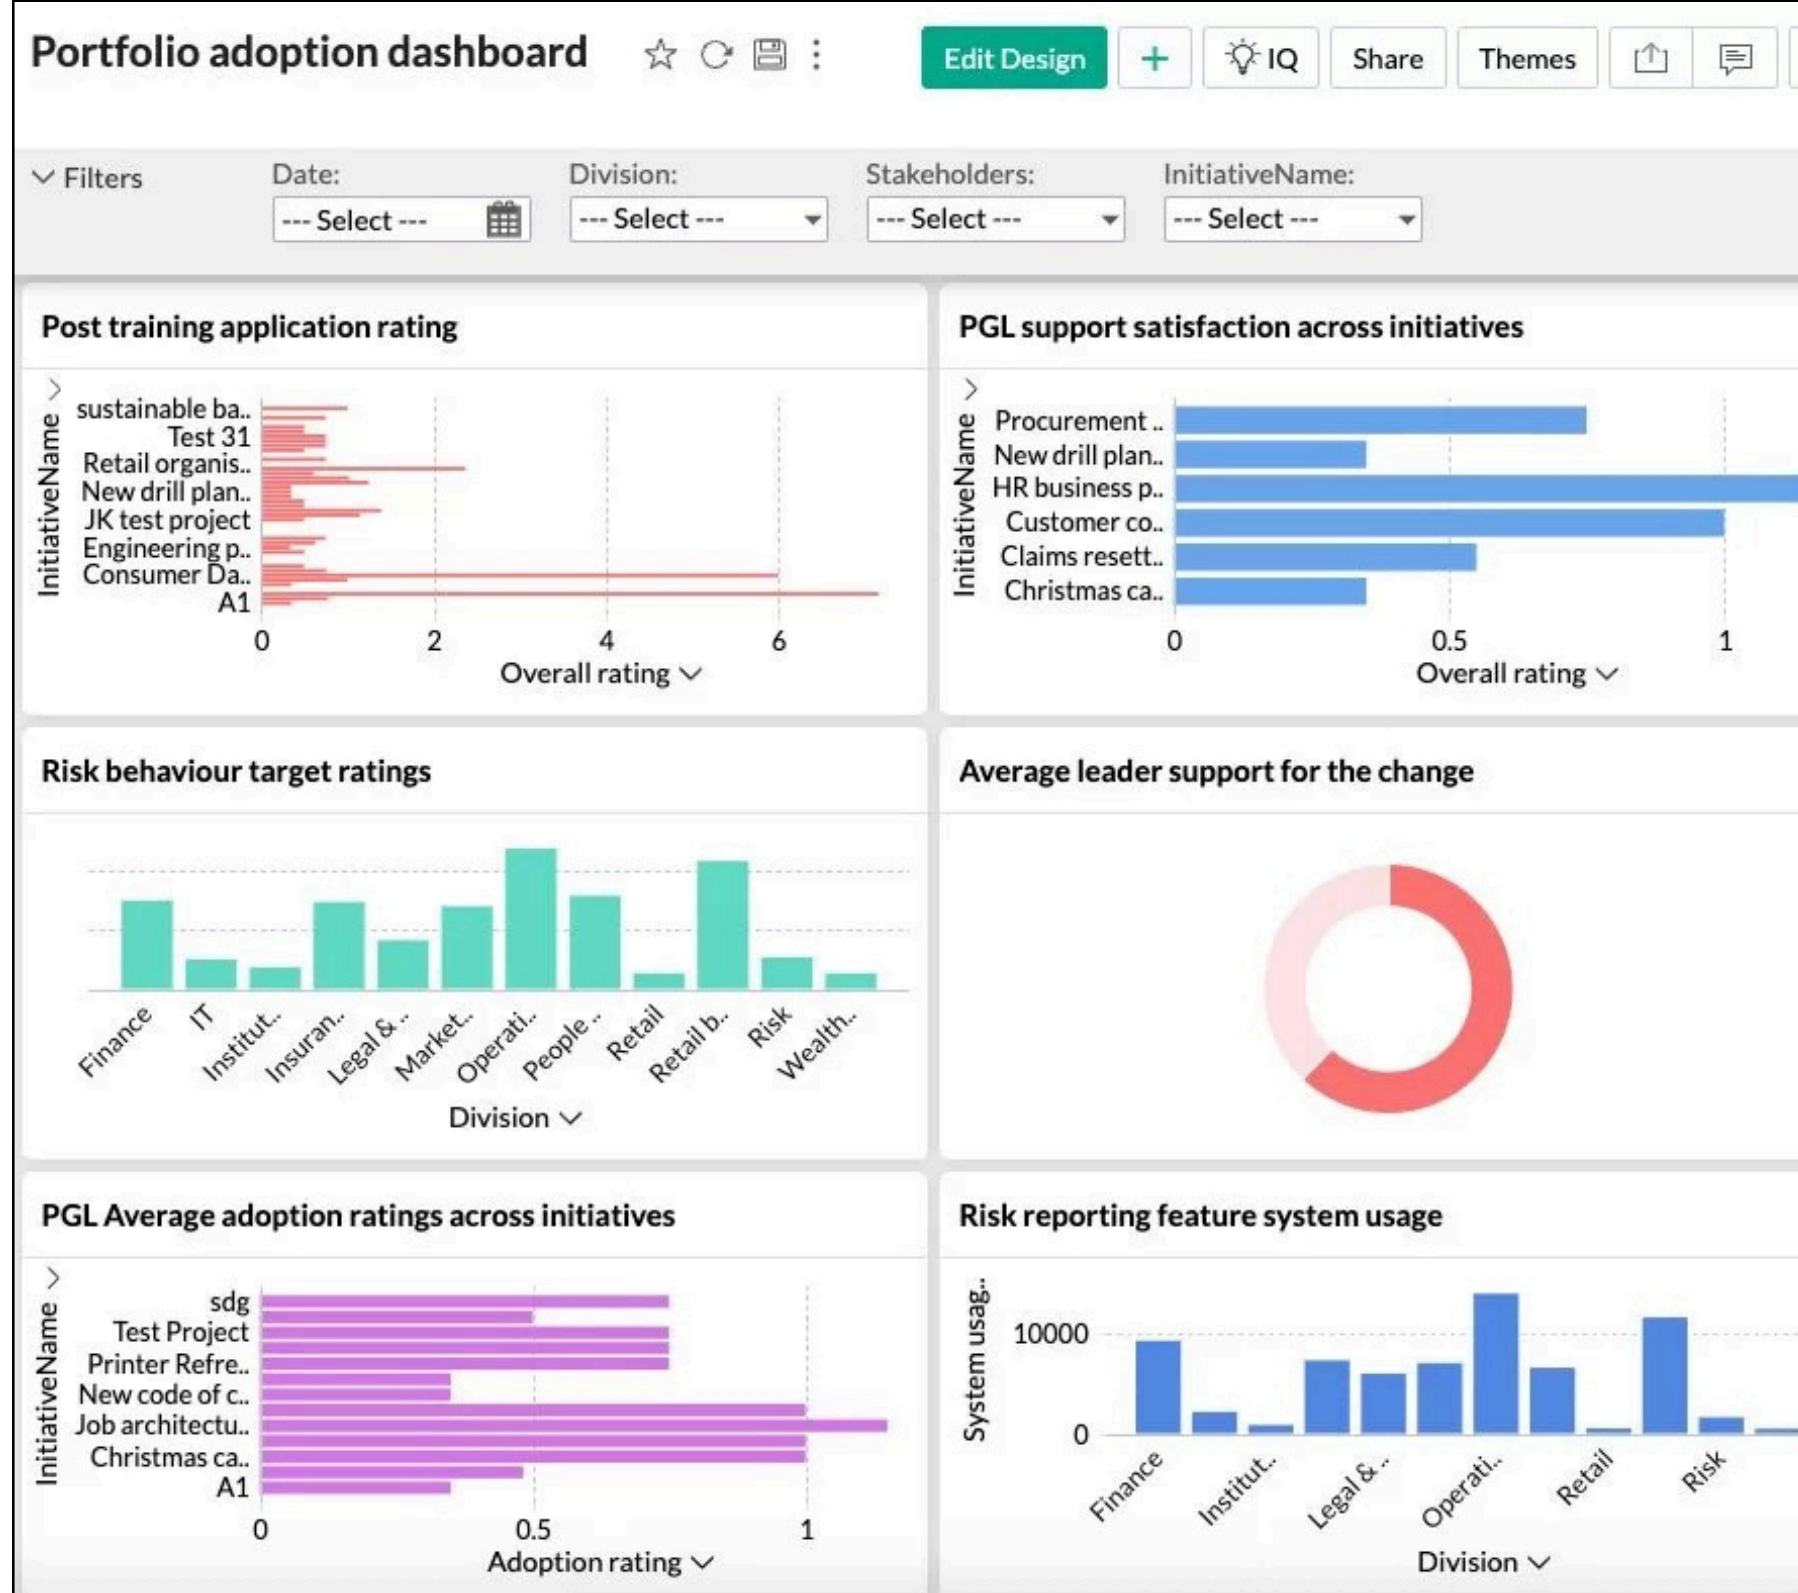 Portfolio adoption dashboard
Edit Design
+
IQ
Share
Themes
Filters
Date:
--- Select ---
Division:
--- Select ---
Stakeholders:
--- Select ---
InitiativeName:
--- Select ---
Post training application rating
InitiativeName
sustainable ba..
Test 31
Retail organis..
New drill plan..
JK test project
Engineering p..
Consumer Da..
A1
0 2 4 6
Overall rating
PGL support satisfaction across initiatives
InitiativeName
Procurement ..
New drill plan..
HR business p..
Customer co..
Claims resett..
Christmas ca..
0 0.5 1
Overall rating
Risk behaviour target ratings
Finance
IT
Institut..
Insuran..
Legal & ..
Market..
Operati..
People ..
Retail
Retail b..
Risk
Wealth..
Division
Average leader support for the change
PGL Average adoption ratings across initiatives
InitiativeName
sdg
Test Project
Printer Refre..
New code of c..
Job architectu..
Christmas ca..
A1
0 0.5 1
Adoption rating
Risk reporting feature system usage
System usag..
10000
0
Finance
Institut..
Legal & ..
Operati..
Retail
Risk
Division